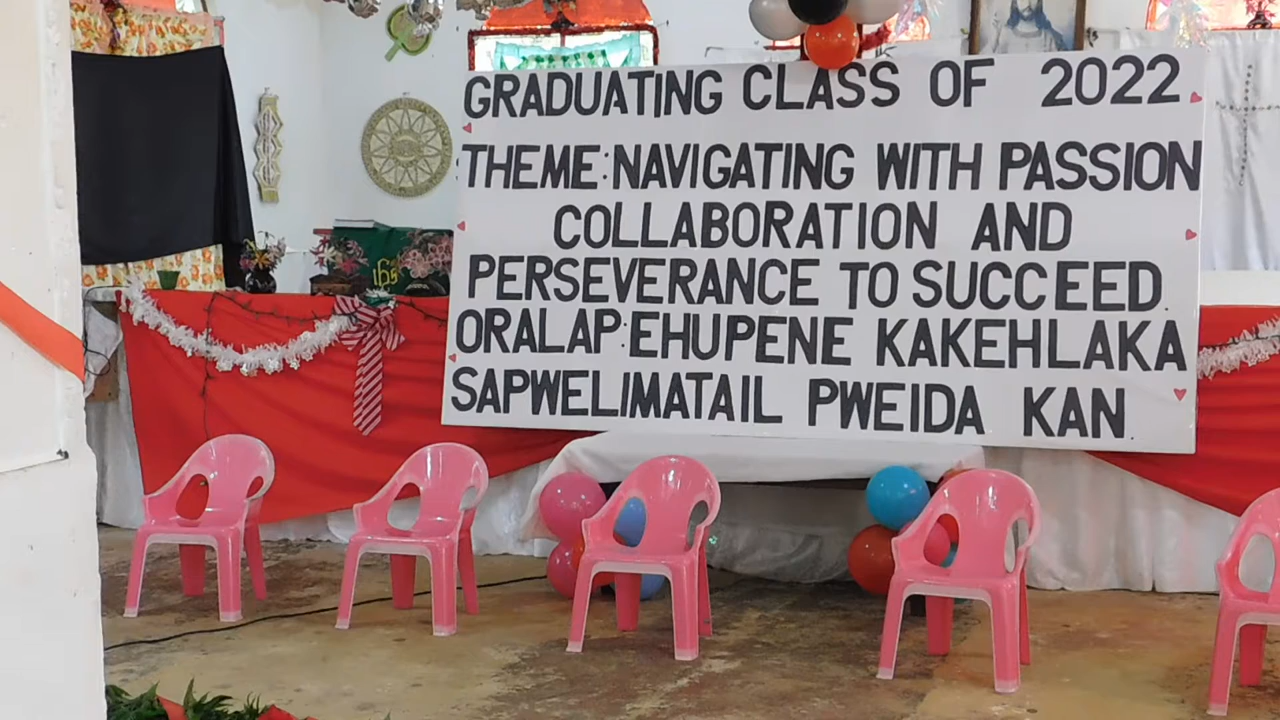 GRADUATING CLASS OF 2022
THEME:NAVIGATING WITH PASSION
COLLABORATION AND
PERSEVERANCE TO SUCCEED.
ORALAP:EHUPENE KAKEHLAKA
SAPWELIMATAIL PWEIDA KAN.
ihs